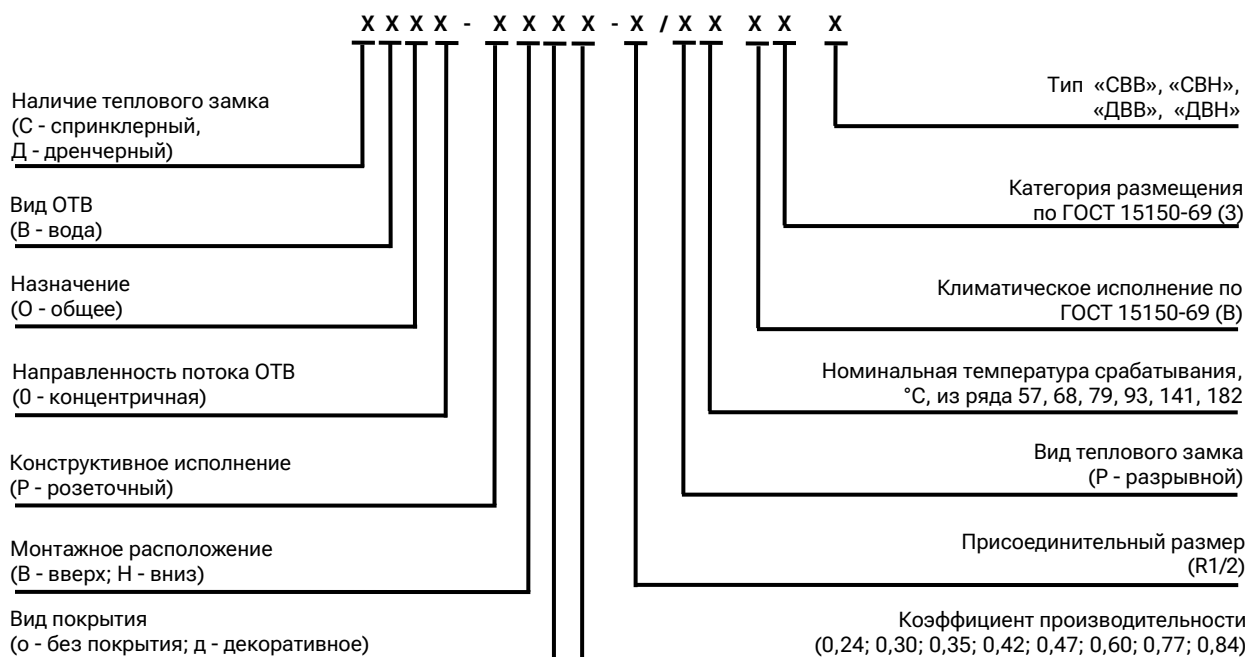 X X X X - X X X X - X / X X X X X
Наличие теплового замка
(С - спринклерный,
Д - дренчерный)
Вид ОТВ
(В - вода)
Назначение
(О - общее)
Направленность потока ОТВ
(0 - концентричная)
Конструктивное исполнение
(Р - розеточный)
Монтажное расположение
(В - вверх; Н - вниз)
Вид покрытия
(о - без покрытия; д - декоративное)
Тип «СВВ», «СВН»,
«ДВВ», «ДВН»
Категория размещения
по ГОСТ 15150-69 (3)
Климатическое исполнение по
ГОСТ 15150-69 (В)
Номинальная температура срабатывания,
°С, из ряда 57, 68, 79, 93, 141, 182
Вид теплового замка
(Р - разрывной)
Присоединительный размер
(R1/2)
Коэффициент производительности
(0,24; 0,30; 0,35; 0,42; 0,47; 0,60; 0,77; 0,84)